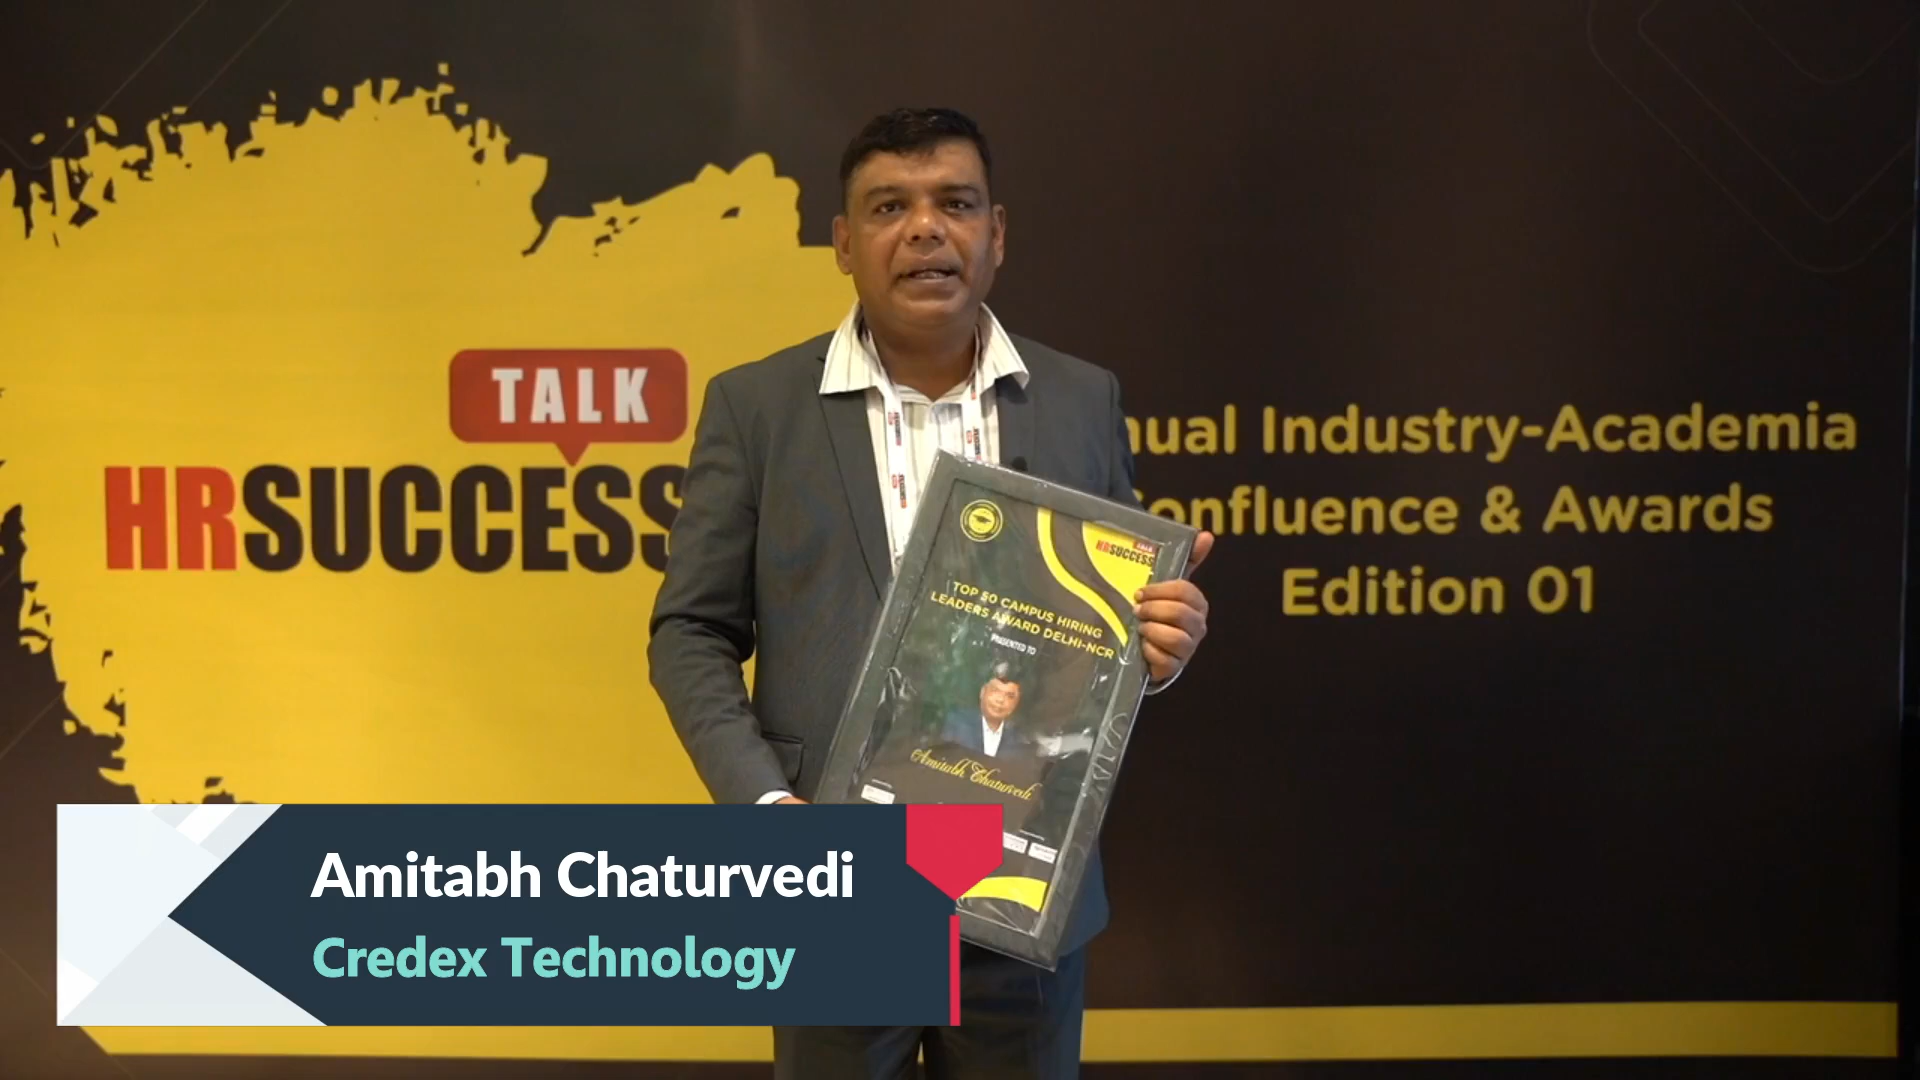 TALK
HRSUCCESS
nual Industry-Academia
onfluence & Awards
Edition 01
TALK
HRSUCCESS
TOP 50 CAMPUS HIRING
LEADERS AWARD DELHI-NCR
PRESENTED TO
Amitabh Chaturvedi
Amitabh Chaturvedi
Credex Technology